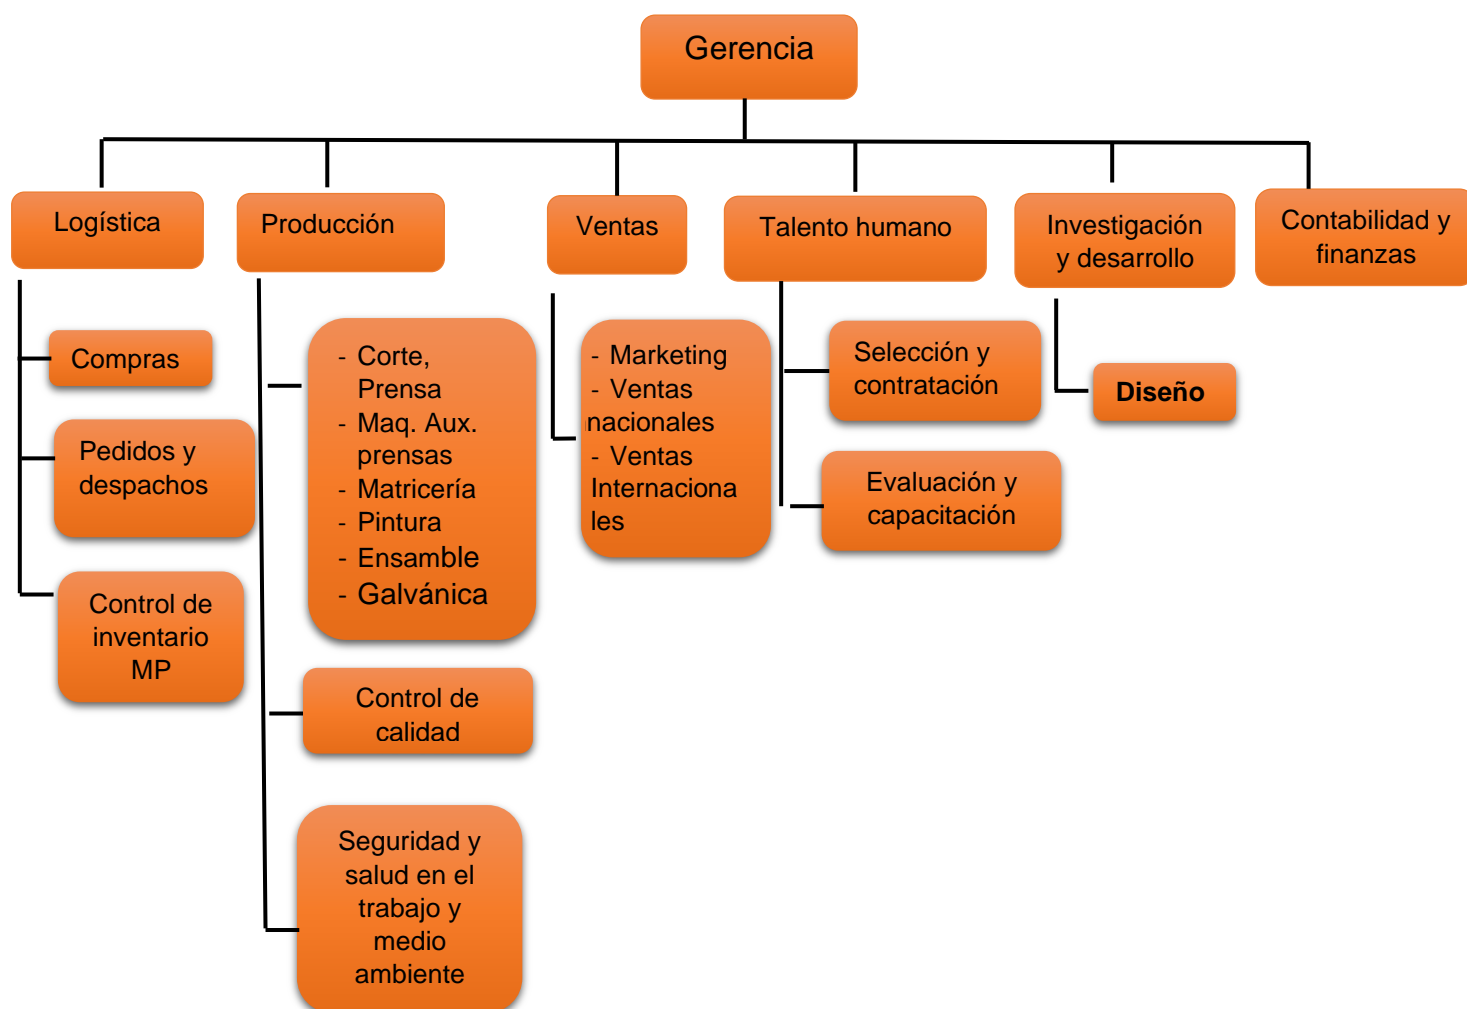 Gerencia
Logística
Producción
Ventas
Talento humano
Investigación
y desarrollo
Contabilidad y
finanzas
Compras
Pedidos y
despachos
Control de
inventario
MP
- Corte,
Prensa
- Maq. Aux.
prensas
- Matricería
- Pintura
- Ensamble
- Galvánica
Control de
calidad
Seguridad y
salud en el
trabajo y
medio
ambiente
- Marketing
- Ventas
nacionales
- Ventas
Internaciona
les
Selección y
contratación
Evaluación y
capacitación
Diseño